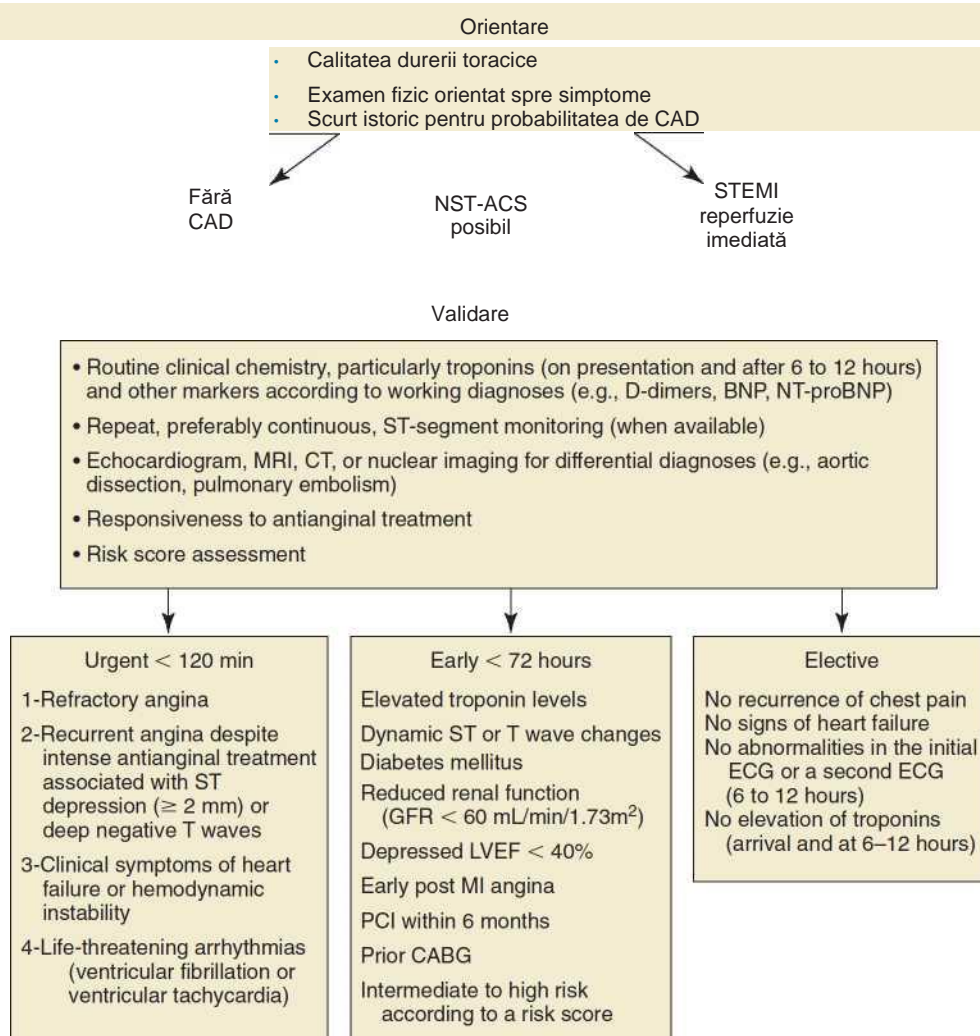 Orientare
• Calitatea durerii toracice
• Examen fizic orientat spre simptome
• Scurt istoric pentru probabilitatea de CAD
Fără
CAD
NST-ACS
posibil
STEMI
reperfuzie
imediată
Validare
• Routine clinical chemistry, particularly troponins (on presentation and after 6 to 12 hours)
and other markers according to working diagnoses (e.g., D-dimers, BNP, NT-proBNP)
• Repeat, preferably continuous, ST-segment monitoring (when available)
• Echocardiogram, MRI, CT, or nuclear imaging for differential diagnoses (e.g., aortic
dissection, pulmonary embolism)
• Responsiveness to antianginal treatment
• Risk score assessment
Urgent < 120 min
1-Refractory angina
2-Recurrent angina despite
intense antianginal treatment
associated with ST
depression (≥ 2 mm) or
deep negative T waves
3-Clinical symptoms of heart
failure or hemodynamic
instability
4-Life-threatening arrhythmias
(ventricular fibrillation or
ventricular tachycardia)
Early < 72 hours
Elevated troponin levels
Dynamic ST or T wave changes
Diabetes mellitus
Reduced renal function
(GFR < 60 mL/min/1.73m²)
Depressed LVEF < 40%
Early post MI angina
PCI within 6 months
Prior CABG
Intermediate to high risk
according to a risk score
Elective
No recurrence of chest pain
No signs of heart failure
No abnormalities in the initial
ECG or a second ECG
(6 to 12 hours)
No elevation of troponins
(arrival and at 6–12 hours)